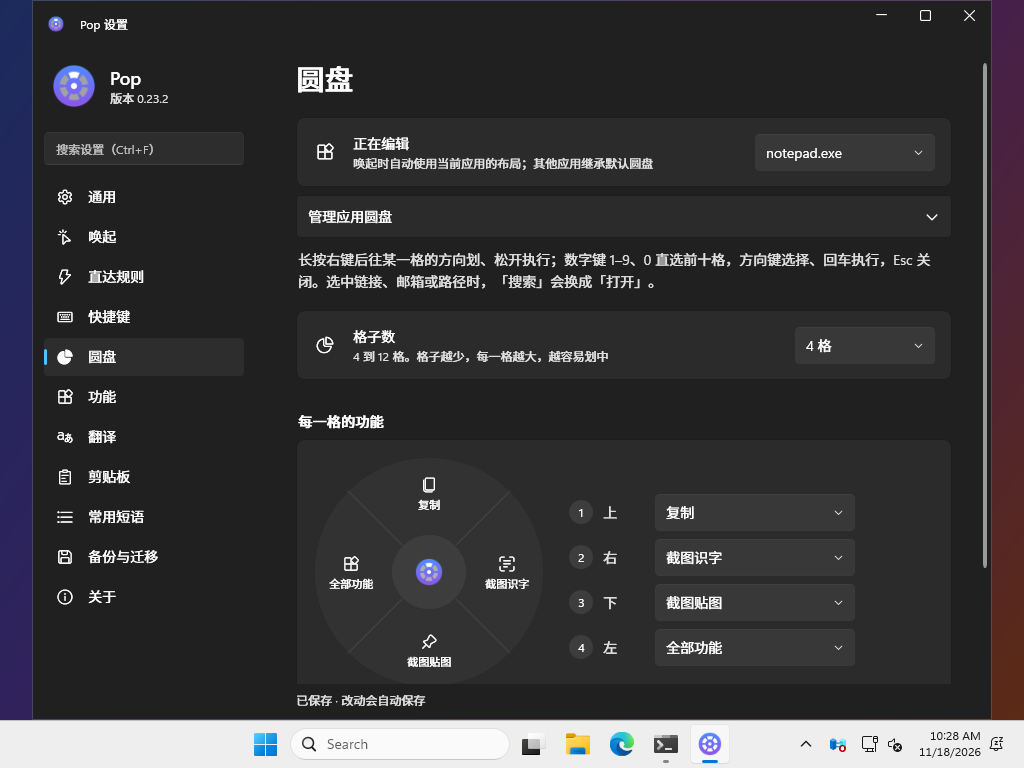 Pop 设置
Pop
版本 0.23.2
搜索设置（Ctrl+F）
通用
唤起
直达规则
快捷键
圆盘
功能
翻译
剪贴板
常用短语
备份与迁移
关于
圆盘
正在编辑
唤起时自动使用当前应用的布局；其他应用继承默认圆盘
notepad.exe
管理应用圆盘
长按右键后往某一格的方向划、松开执行；数字键 1–9、0 直选前十格，方向键选择、回车执行，Esc 关
闭。选中链接、邮箱或路径时，「搜索」会换成「打开」。
格子数
4 到 12 格。格子越少，每一格越大，越容易划中
4 格
每一格的功能
复制
全部功能
截图识字
截图贴图
1 上 复制
2 右 截图识字
3 下 截图贴图
4 左 全部功能
已保存 · 改动会自动保存
Search
10:28 AM
11/18/2026